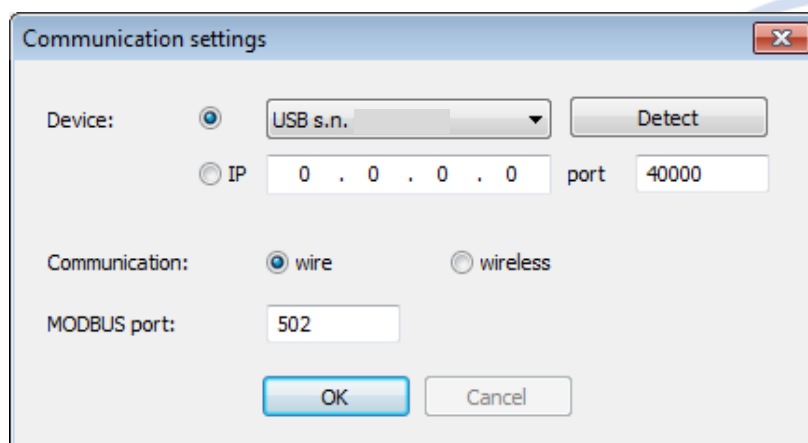 Communication settings
Device: USB s.n. Detect
IP 0 . 0 . 0 . 0 port 40000
Communication: wire wireless
MODBUS port: 502
OK Cancel